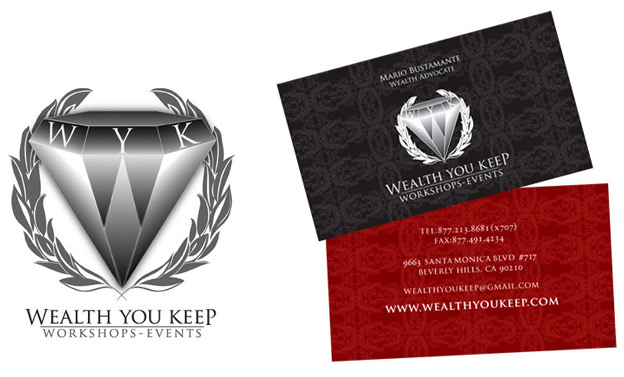 W Y K
WEALTH YOU KEEP
WORKSHOPS-EVENTS
MARIO BUSTAMANTE
WEALTH ADVOCATE
W Y K
WEALTH YOU KEEP
WORKSHOPS-EVENTS
TEL:877.213.8681 (X707)
FAX:877.491.4234
9663 SANTA MONICA BLVD #717
BEVERLY HILLS, CA 90210
WEALTHYOUKEEP@GMAIL.COM
WWW.WEALTHYOUKEEP.COM